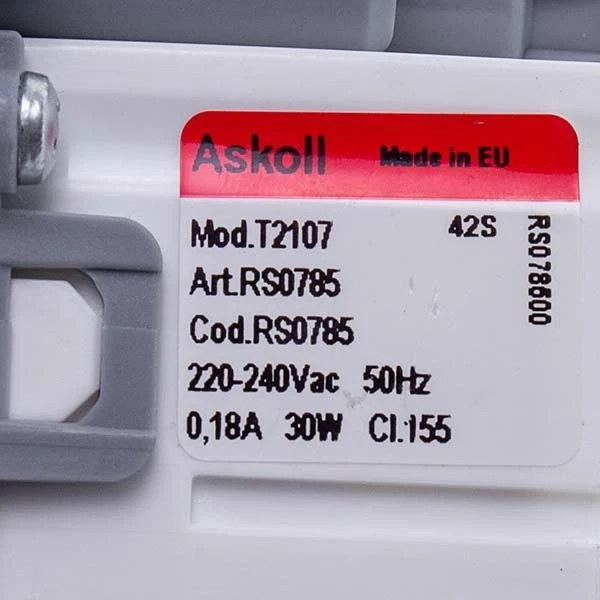 Askoll Made in EU
Mod.T2107 42S
Art.RS0785
Cod.RS0785
220-240Vac 50Hz
0,18A 30W Cl.155
RS078500